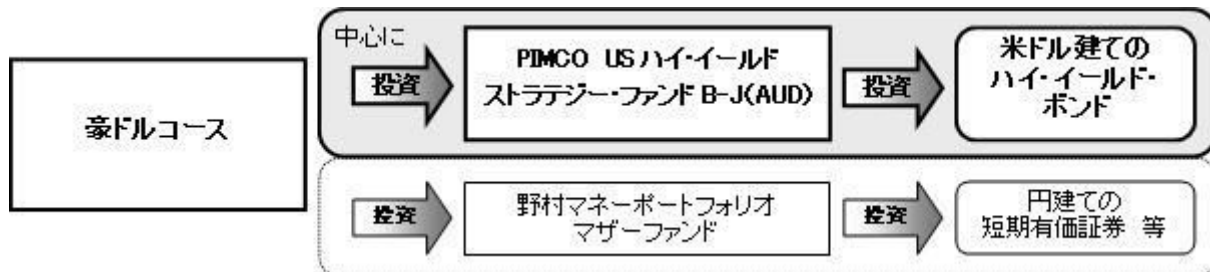 豪ドルコース
中心に
投資
PIMCO USハイ・イールド
ストラテジー・ファンド B-J(AUD)
投資
米ドル建ての
ハイ・イールド・
ボンド
投資
野村マネーポートフォリオ
マザーファンド
投資
円建ての
短期有価証券 等